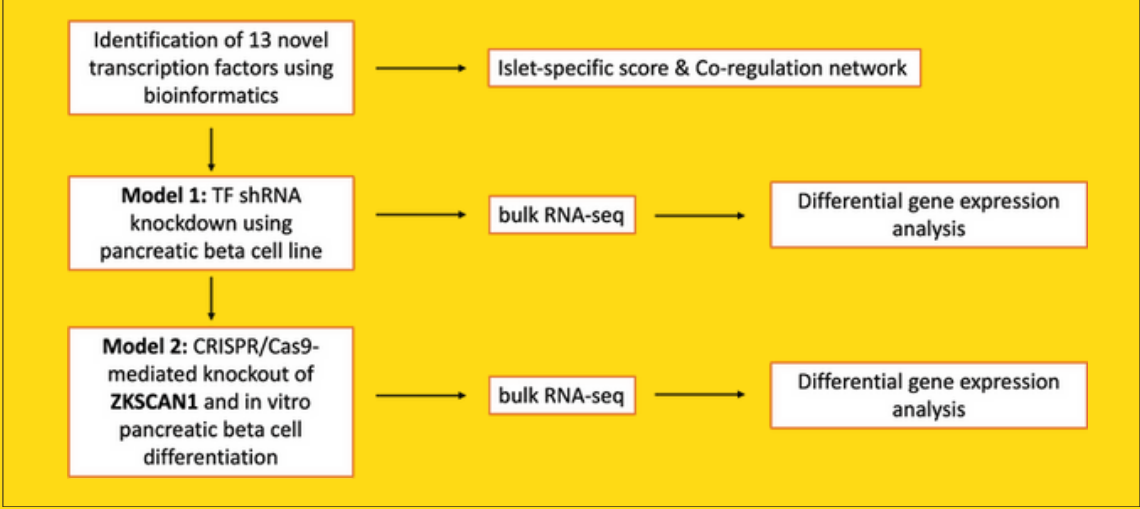 Identification of 13 novel
transcription factors using
bioinformatics
Islet-specific score & Co-regulation network
Model 1: TF shRNA
knockdown using
pancreatic beta cell line
bulk RNA-seq
Differential gene expression
analysis
Model 2: CRISPR/Cas9-
mediated knockout of
ZKSCAN1 and in vitro
pancreatic beta cell
differentiation
bulk RNA-seq
Differential gene expression
analysis